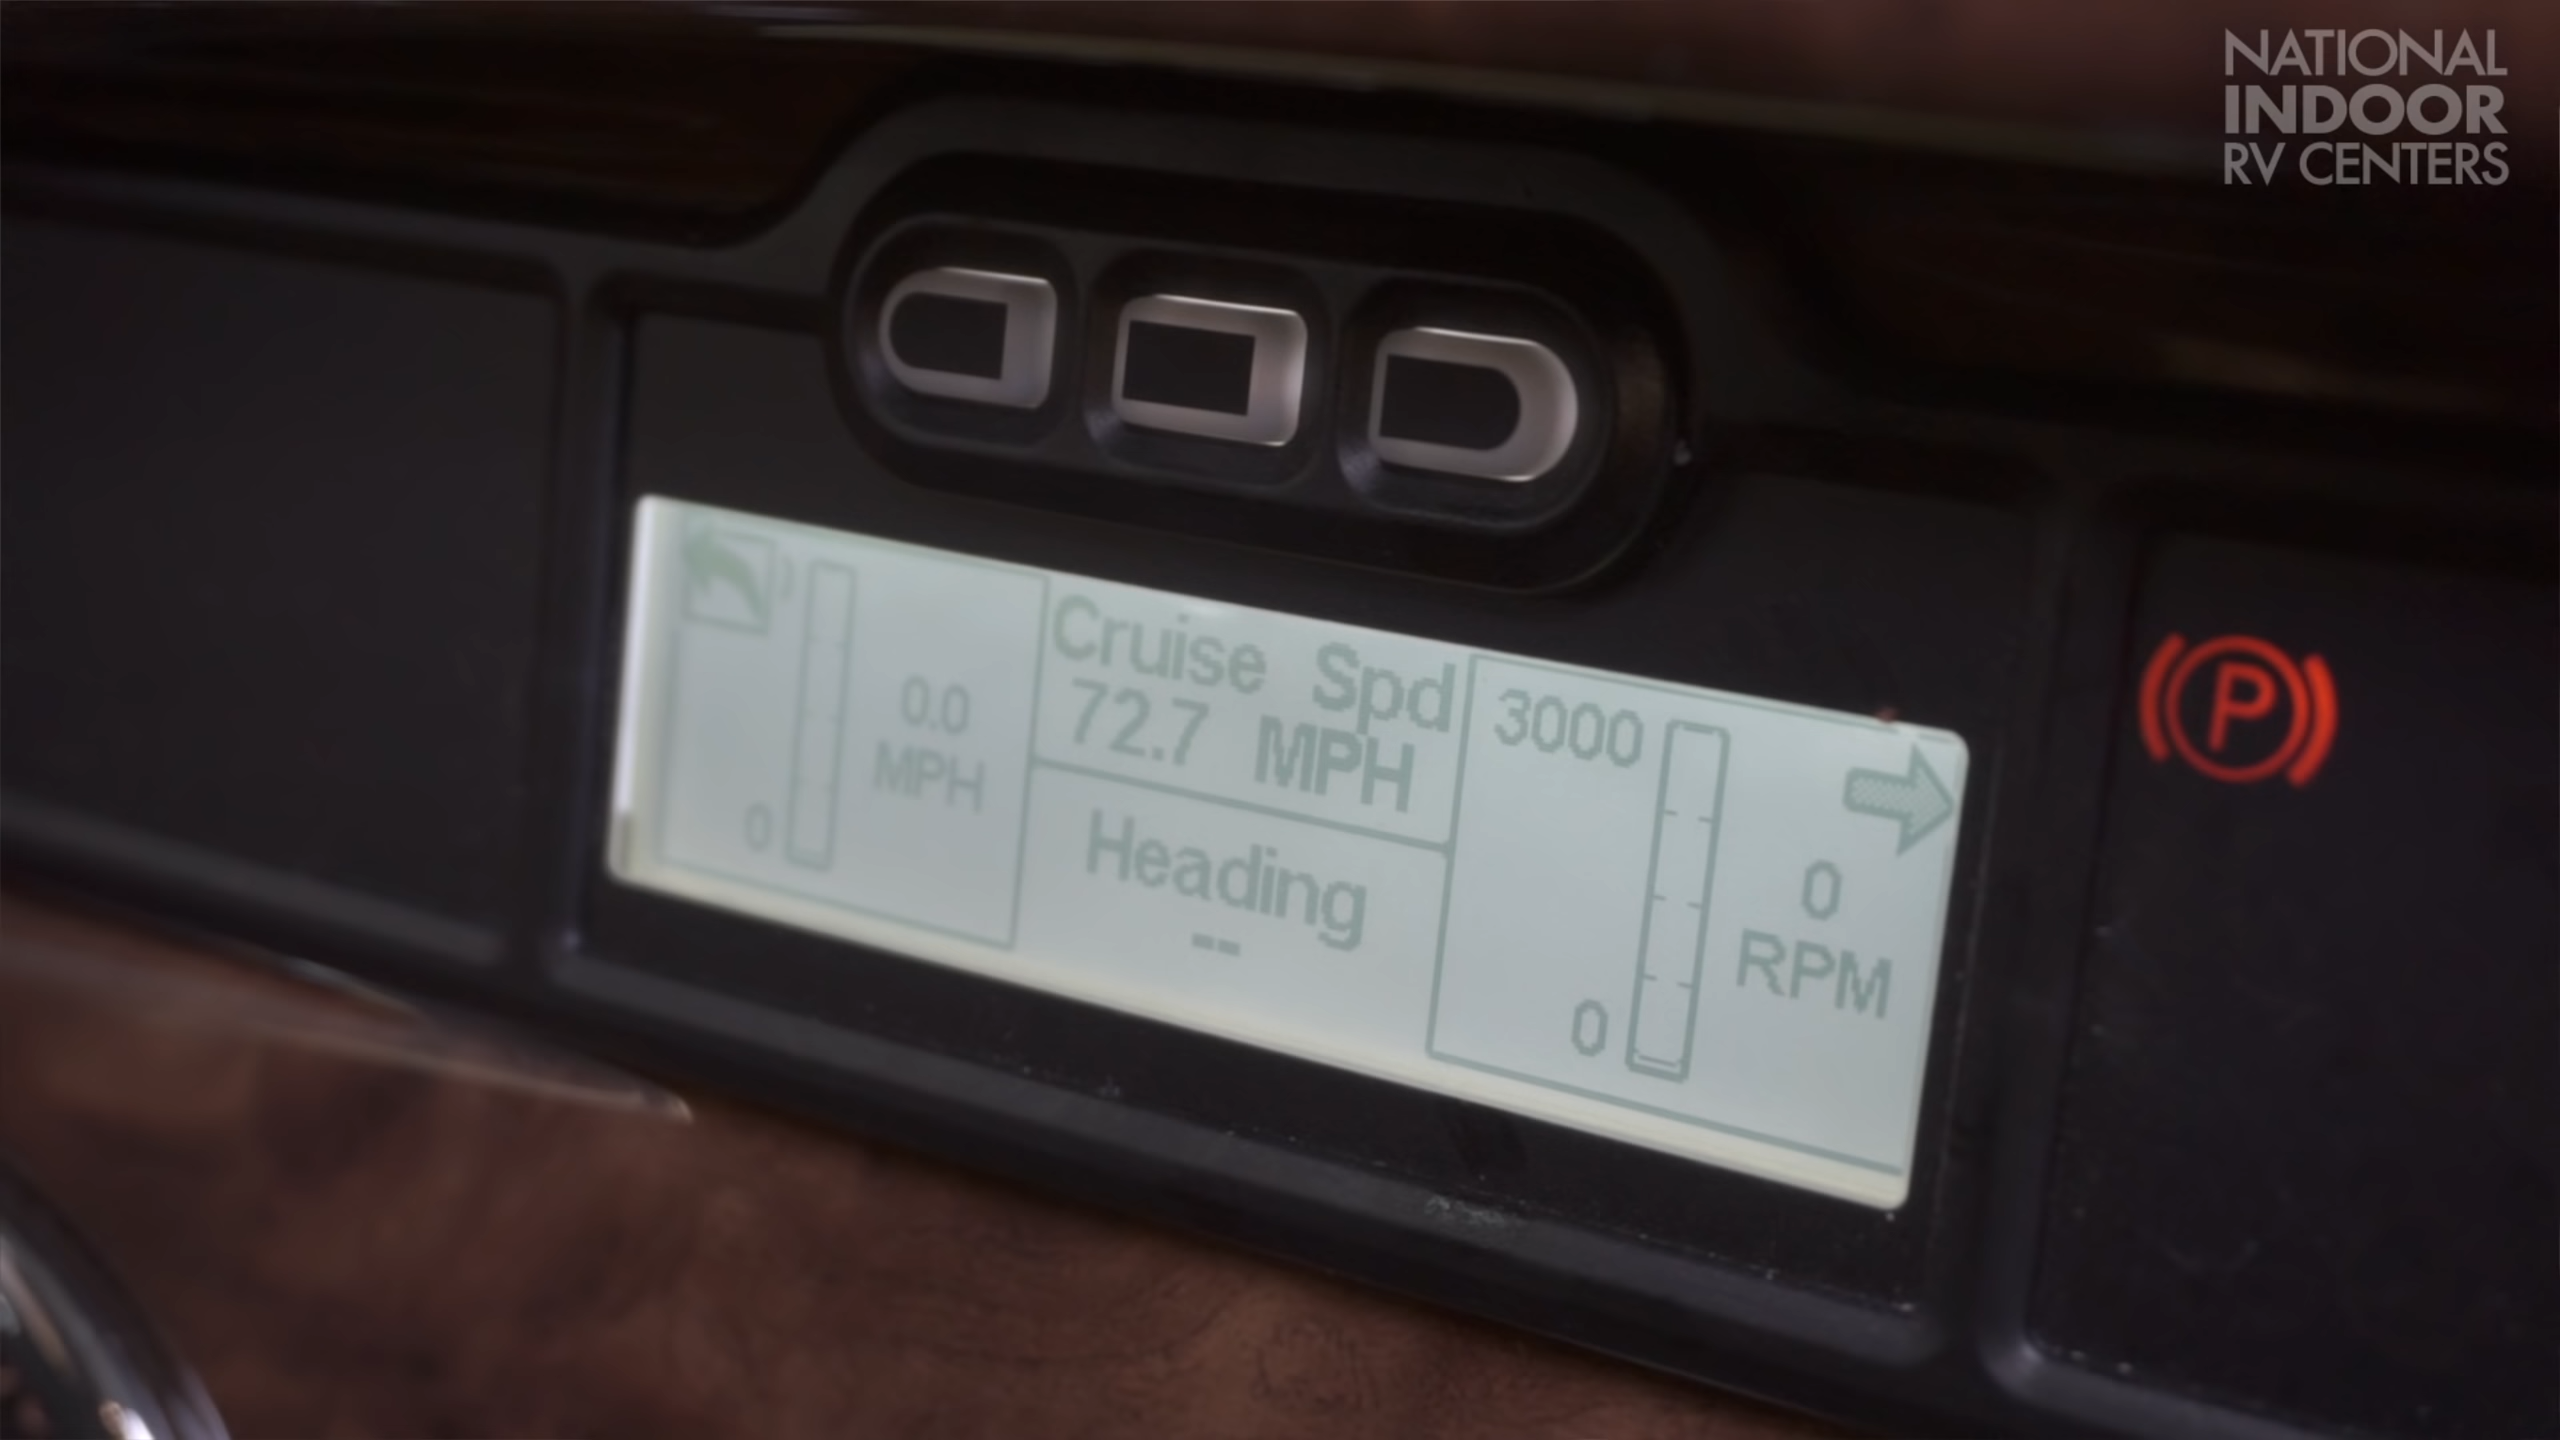 NATIONAL
INDOOR
RV CENTERS
0.0
MPH
0
Cruise Spd
72.7 MPH
Heading
--
3000
0
RPM
0
P